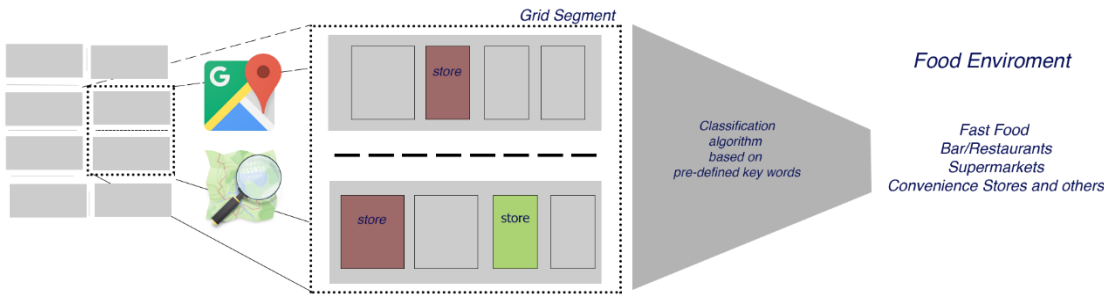 Grid Segment
G
store
store
store
Classification
algorithm
based on
pre-defined key words
Food Enviroment
Fast Food
Bar/Restaurants
Supermarkets
Convenience Stores and others